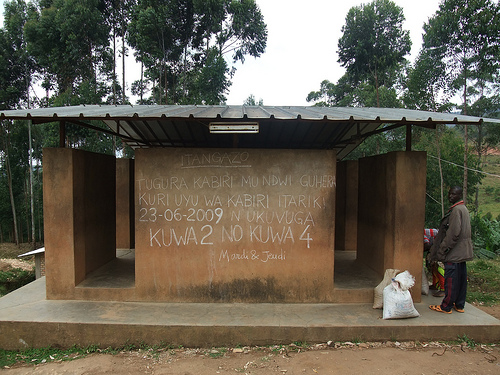 ITANGAZO
TUGURA KABIRI MU NDWI GUHERA
KURI UYU WA KABIRI ITARIKI
23-06-2009 N'UKUVUGA
KUWA 2 NO KUWA 4
Mardi & Jeudi